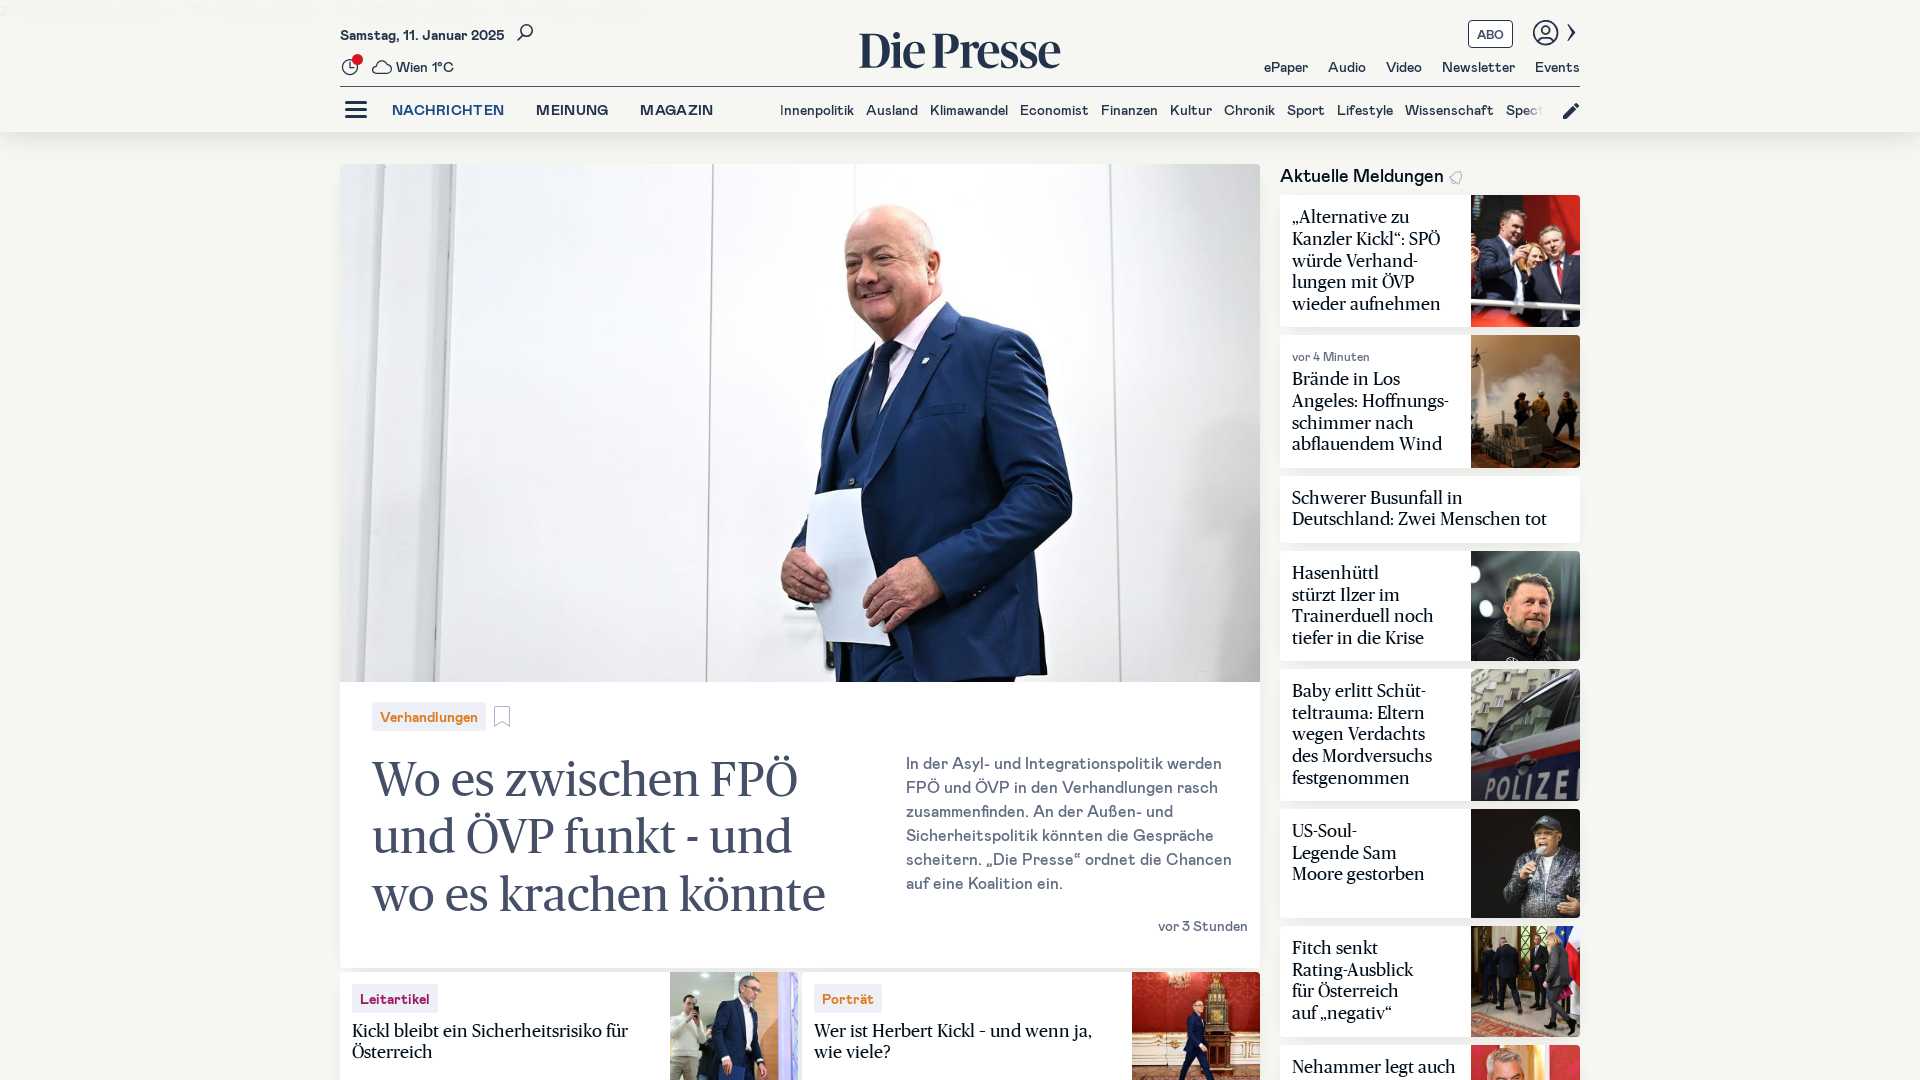 Samstag, 11. Januar 2025
Wien 1°C
Die Presse
ABO
ePaper Audio Video Newsletter Events
NACHRICHTEN MEINUNG MAGAZIN
Innenpolitik Ausland Klimawandel Economist Finanzen Kultur Chronik Sport Lifestyle Wissenschaft Spect
Verhandlungen
Wo es zwischen FPÖ
und ÖVP funkt - und
wo es krachen könnte
In der Asyl- und Integrationspolitik werden
FPÖ und ÖVP in den Verhandlungen rasch
zusammenfinden. An der Außen- und
Sicherheitspolitik könnten die Gespräche
scheitern. „Die Presse“ ordnet die Chancen
auf eine Koalition ein.
vor 3 Stunden
Leitartikel
Kickl bleibt ein Sicherheitsrisiko für
Österreich
Porträt
Wer ist Herbert Kickl – und wenn ja,
wie viele?
Aktuelle Meldungen
„Alternative zu
Kanzler Kickl“: SPÖ
würde Verhand-
lungen mit ÖVP
wieder aufnehmen
vor 4 Minuten
Brände in Los
Angeles: Hoffnungs-
schimmer nach
abflauendem Wind
Schwerer Busunfall in
Deutschland: Zwei Menschen tot
Hasenhüttl
stürzt Ilzer im
Trainerduell noch
tiefer in die Krise
Baby erlitt Schüt-
teltrauma: Eltern
wegen Verdachts
des Mordversuchs
festgenommen
POLIZEI
US-Soul-
Legende Sam
Moore gestorben
Fitch senkt
Rating-Ausblick
für Österreich
auf „negativ“
Nehammer legt auch